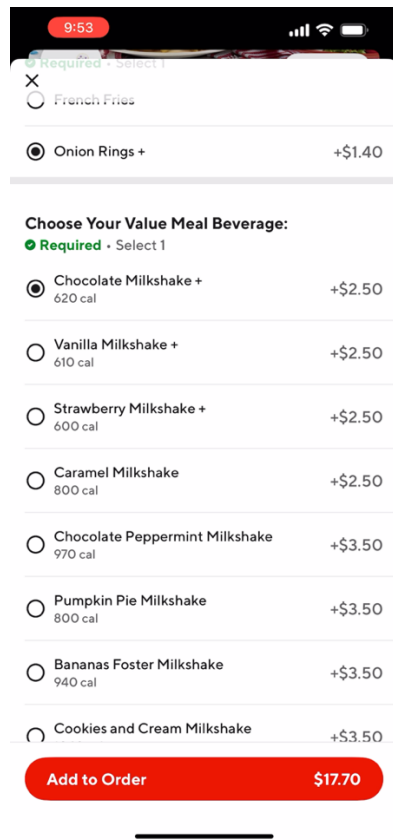 9:53
Required • Select 1
French Fries
Onion Rings +
+$1.40
Choose Your Value Meal Beverage:
Required • Select 1
Chocolate Milkshake +
620 cal
+$2.50
Vanilla Milkshake +
610 cal
+$2.50
Strawberry Milkshake +
600 cal
+$2.50
Caramel Milkshake
800 cal
+$2.50
Chocolate Peppermint Milkshake
970 cal
+$3.50
Pumpkin Pie Milkshake
800 cal
+$3.50
Bananas Foster Milkshake
940 cal
+$3.50
Cookies and Cream Milkshake
+$3.50
Add to Order
$17.70